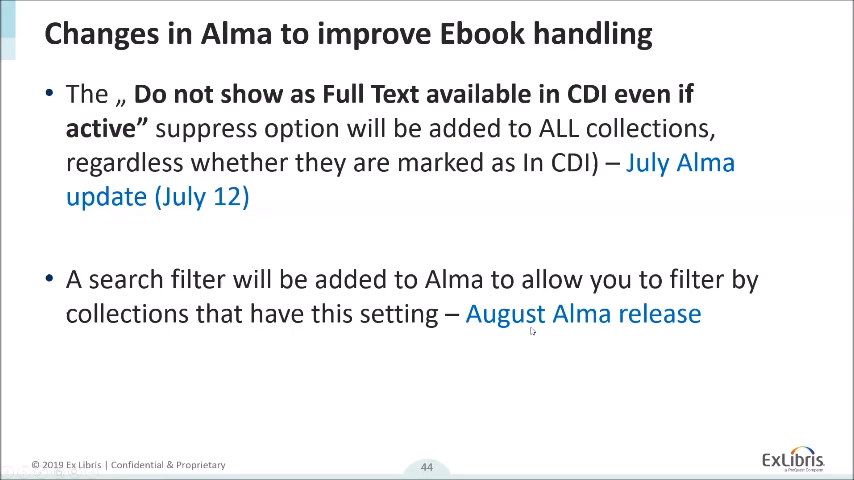 Changes in Alma to improve Ebook handling
• The „ Do not show as Full Text available in CDI even if
active” suppress option will be added to ALL collections,
regardless whether they are marked as In CDI) – July Alma
update (July 12)
• A search filter will be added to Alma to allow you to filter by
collections that have this setting – August Alma release
© 2019 Ex Libris | Confidential & Proprietary
44
ExLibris
a ProQuest Company